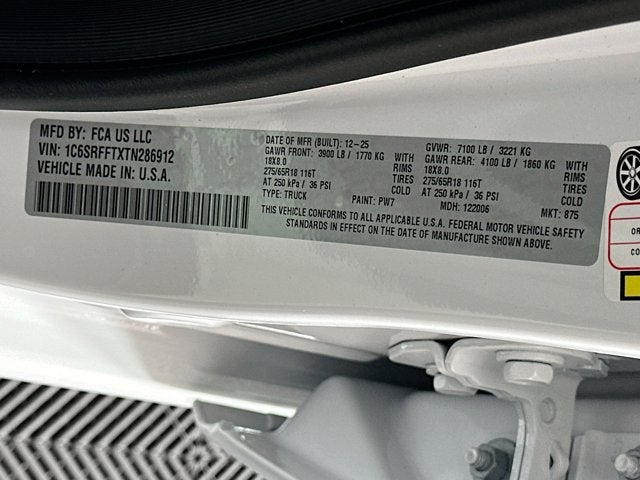 MFD BY: FCA US LLC
VIN: 1C6SRFFTXTN286912
VEHICLE MADE IN: U.S.A.
DATE OF MFR (BUILT): 12-25
GAWR FRONT: 3900 LB / 1770 KG WITH
18X8.0 RIMS
275/65R18 116T TIRES
AT 250 kPa / 36 PSI COLD
TYPE: TRUCK PAINT: PW7
GVWR: 7100 LB / 3221 KG
GAWR REAR: 4100 LB / 1860 KG WITH
18X8.0 RIMS
275/65R18 116T TIRES
AT 250 kPa / 36 PSI COLD
MDH: 122006 MKT: 875
THIS VEHICLE CONFORMS TO ALL APPLICABLE U.S.A. FEDERAL MOTOR VEHICLE SAFETY
STANDARDS IN EFFECT ON THE DATE OF MANUFACTURE SHOWN ABOVE.
OR
CO